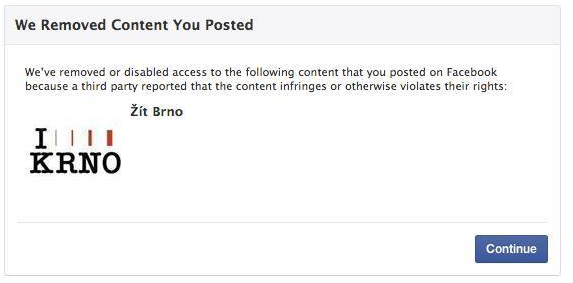 We Removed Content You Posted
We've removed or disabled access to the following content that you posted on Facebook
because a third party reported that the content infringes or otherwise violates their rights:
Žít Brno
I
KRNO
Continue